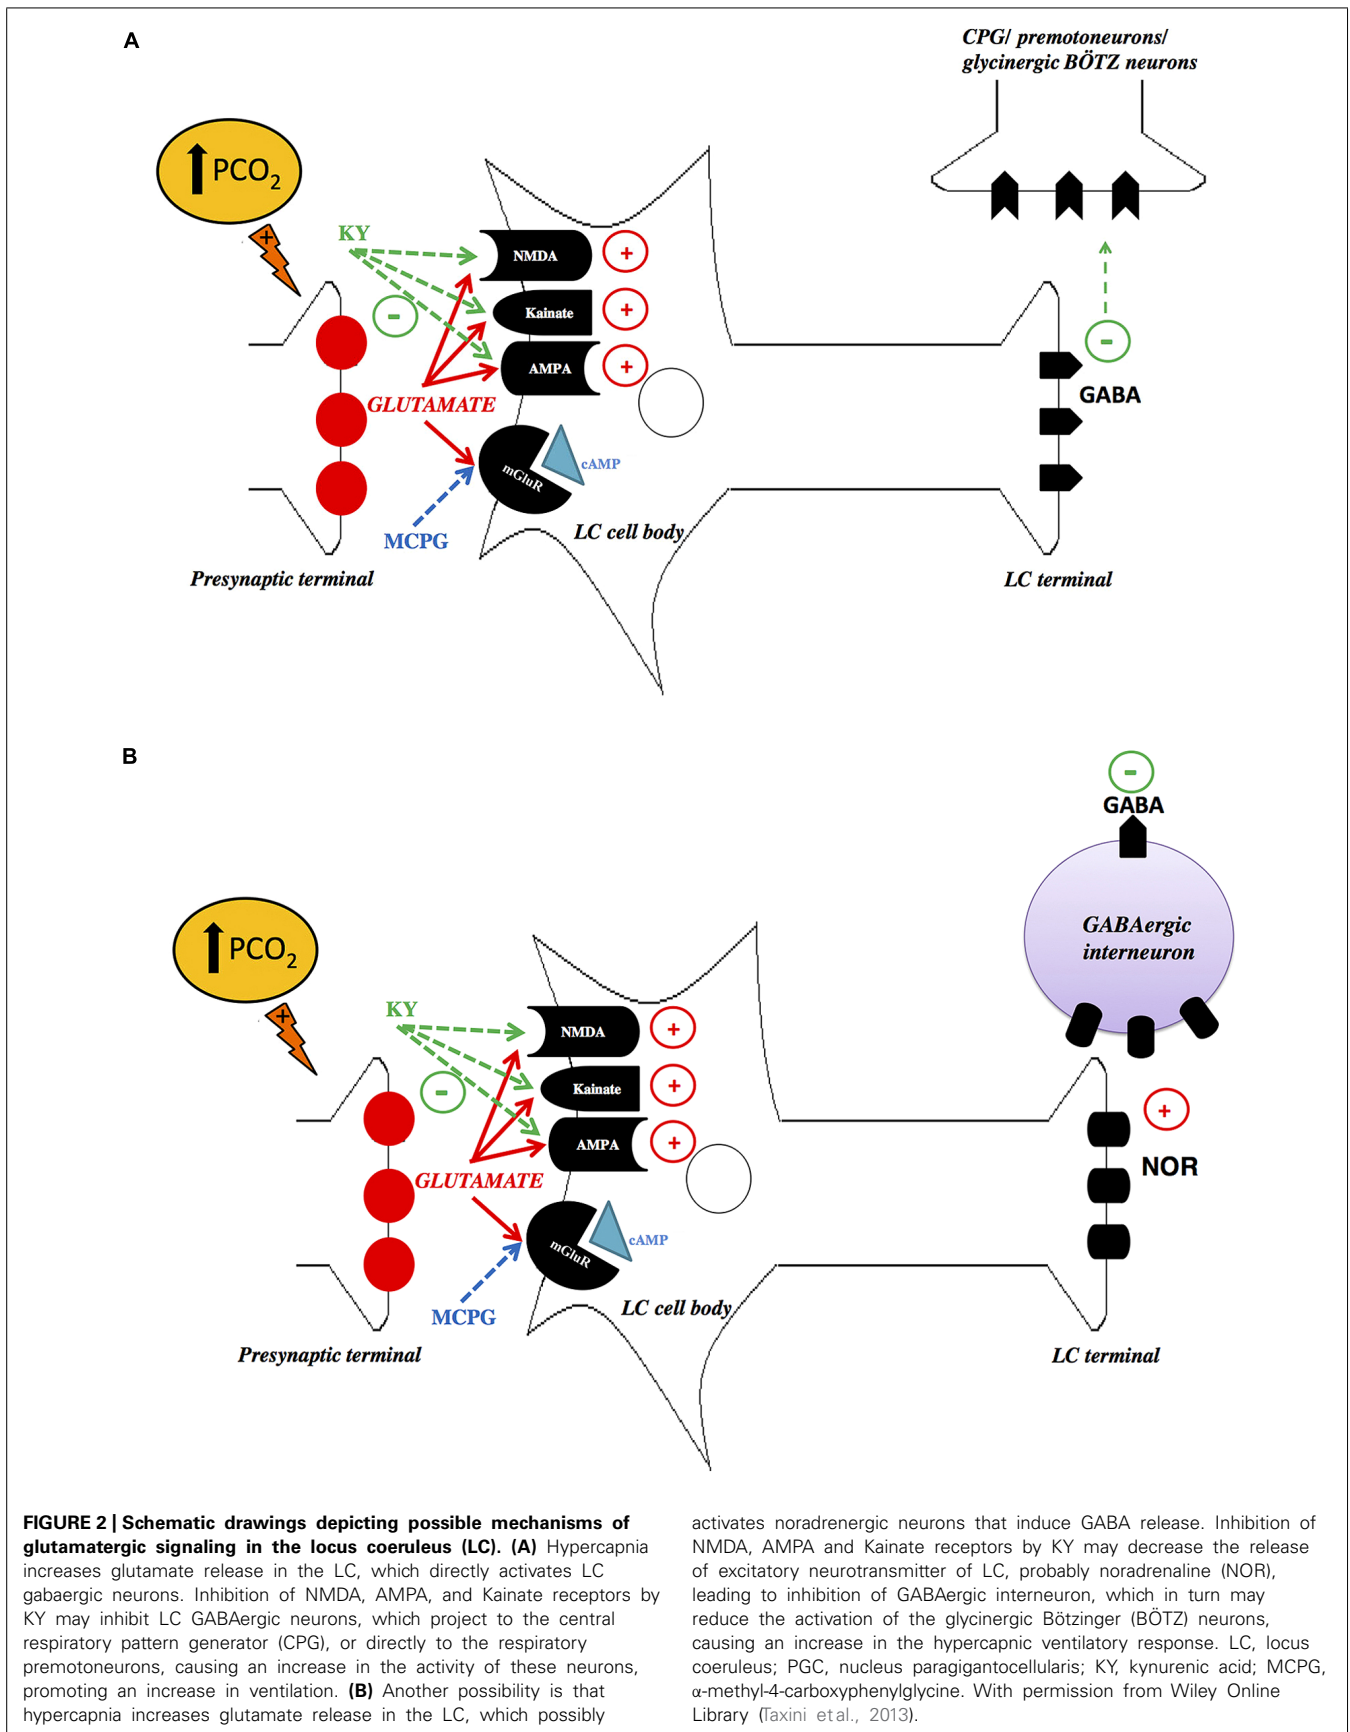 A
CPG/ premotoneurons/
glycinergic BÖTZ neurons
PCO2
+
KY
NMDA
+
-
Kainate
+
AMPA
+
-
GABA
GLUTAMATE
mGluR
cAMP
MCPG
LC cell body
Presynaptic terminal
LC terminal
B
-
GABA
GABAergic
interneuron
PCO2
+
KY
NMDA
+
-
Kainate
+
+
AMPA
+
NOR
GLUTAMATE
mGluR
cAMP
MCPG
LC cell body
Presynaptic terminal
LC terminal
FIGURE 2 | Schematic drawings depicting possible mechanisms of
glutamatergic signaling in the locus coeruleus (LC). (A) Hypercapnia
increases glutamate release in the LC, which directly activates LC
gabaergic neurons. Inhibition of NMDA, AMPA, and Kainate receptors by
KY may inhibit LC GABAergic neurons, which project to the central
respiratory pattern generator (CPG), or directly to the respiratory
premotoneurons, causing an increase in the activity of these neurons,
promoting an increase in ventilation. (B) Another possibility is that
hypercapnia increases glutamate release in the LC, which possibly
activates noradrenergic neurons that induce GABA release. Inhibition of
NMDA, AMPA and Kainate receptors by KY may decrease the release
of excitatory neurotransmitter of LC, probably noradrenaline (NOR),
leading to inhibition of GABAergic interneuron, which in turn may
reduce the activation of the glycinergic Bötzinger (BÖTZ) neurons,
causing an increase in the hypercapnic ventilatory response. LC, locus
coeruleus; PGC, nucleus paragigantocellularis; KY, kynurenic acid; MCPG,
α-methyl-4-carboxyphenylglycine. With permission from Wiley Online
Library (Taxini et al., 2013).